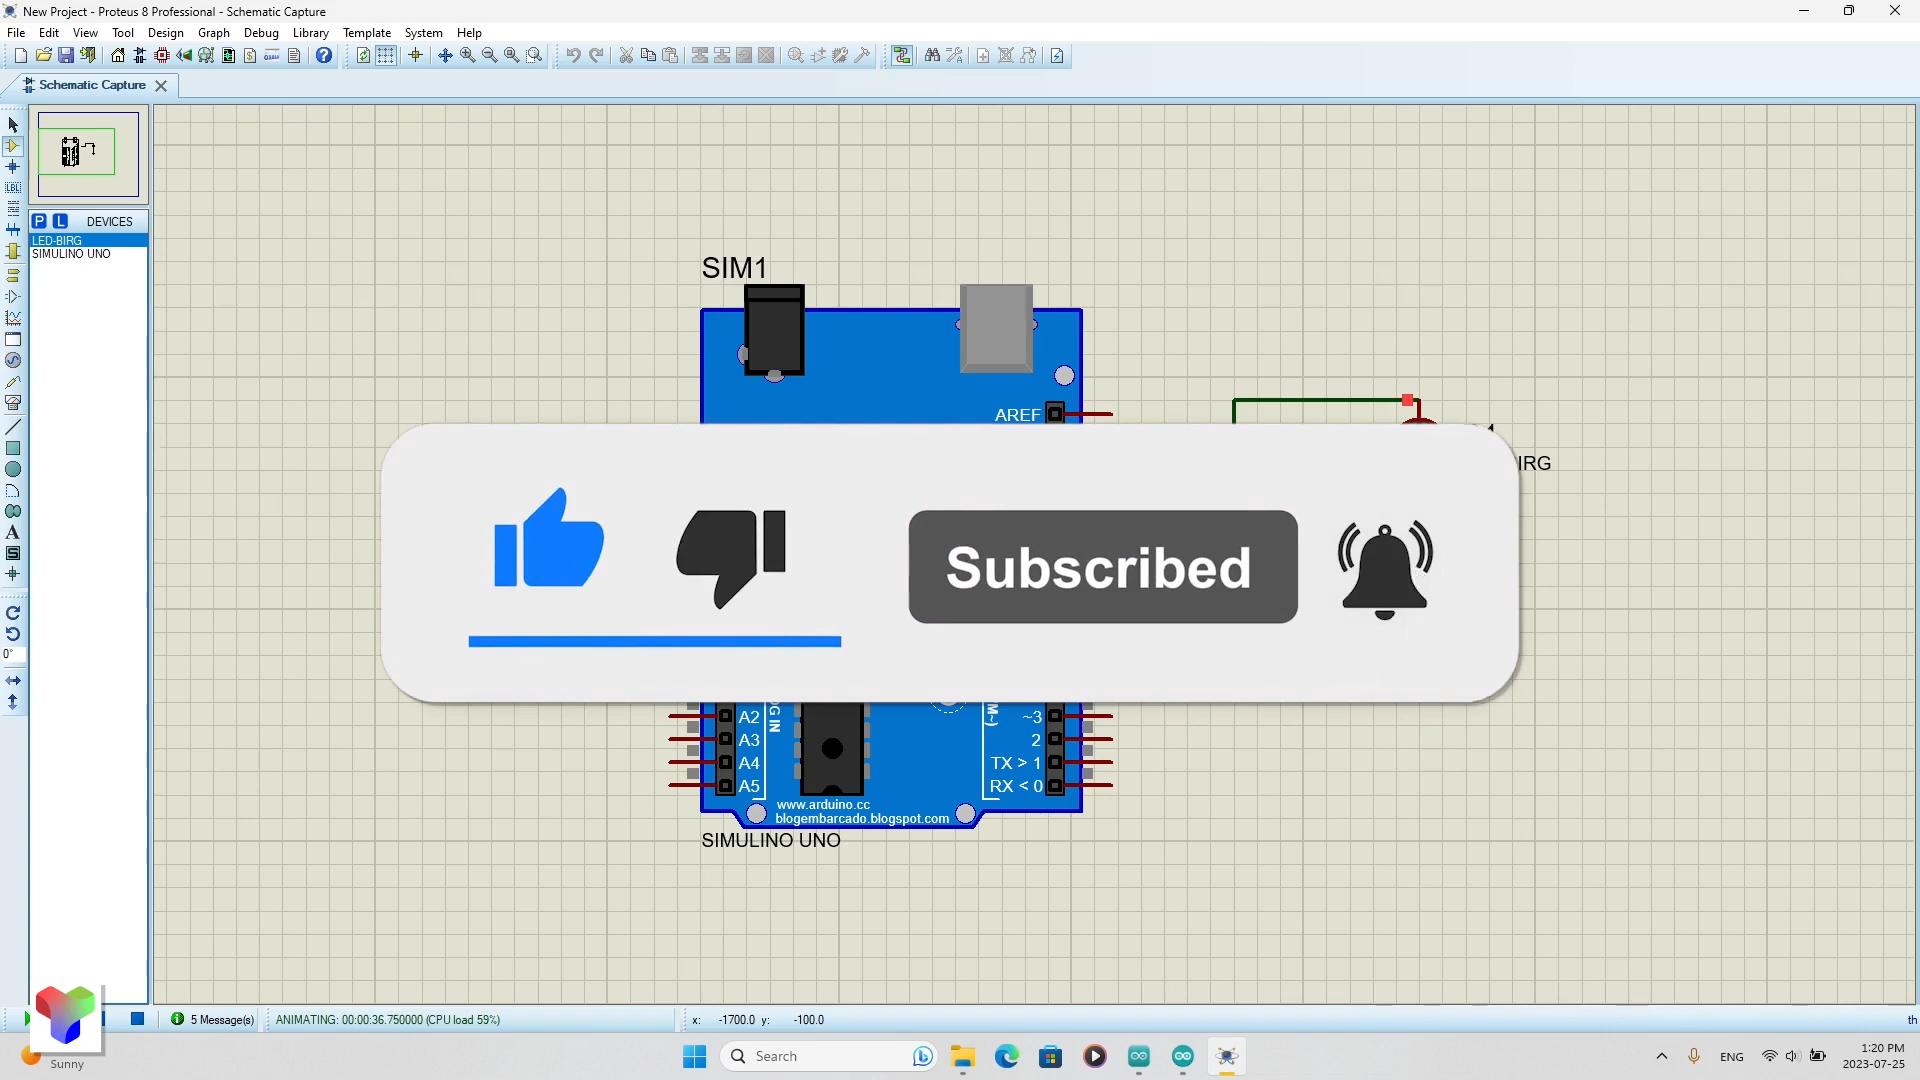 New Project - Proteus 8 Professional - Schematic Capture
File Edit View Tool Design Graph Debug Library Template System Help
Schematic Capture
P L DEVICES
LED-BIRG
SIMULINO UNO
LBL
A
S
0°
SIM1
AREF
IRG
Subscribed
A2
A3
A4
A5
~3
2
TX > 1
RX < 0
www.arduino.cc
blogembarcado.blogspot.com
SIMULINO UNO
5 Message(s)
ANIMATING: 00:00:36.750000 (CPU load 59%)
x: -1700.0 y: -100.0
th
Sunny
Search
ENG
1:20 PM
2023-07-25